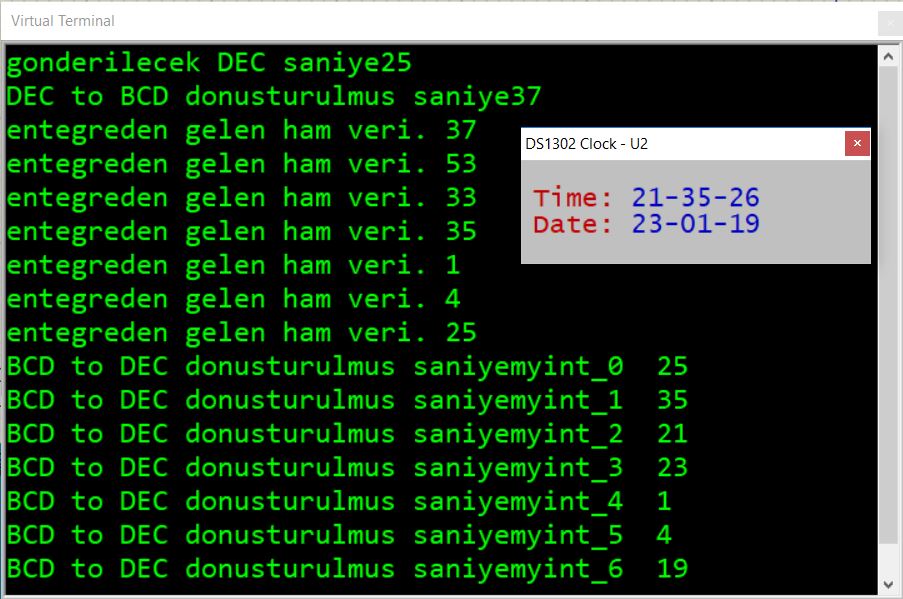 Virtual Terminal
gonderilecek DEC saniye25
DEC to BCD donusturulmus saniye37
entegreden gelen ham veri. 37
entegreden gelen ham veri. 53
entegreden gelen ham veri. 33
entegreden gelen ham veri. 35
entegreden gelen ham veri. 1
entegreden gelen ham veri. 4
entegreden gelen ham veri. 25
BCD to DEC donusturulmus saniyemyint_0  25
BCD to DEC donusturulmus saniyemyint_1  35
BCD to DEC donusturulmus saniyemyint_2  21
BCD to DEC donusturulmus saniyemyint_3  23
BCD to DEC donusturulmus saniyemyint_4  1
BCD to DEC donusturulmus saniyemyint_5  4
BCD to DEC donusturulmus saniyemyint_6  19
DS1302 Clock - U2
Time: 21-35-26
Date: 23-01-19